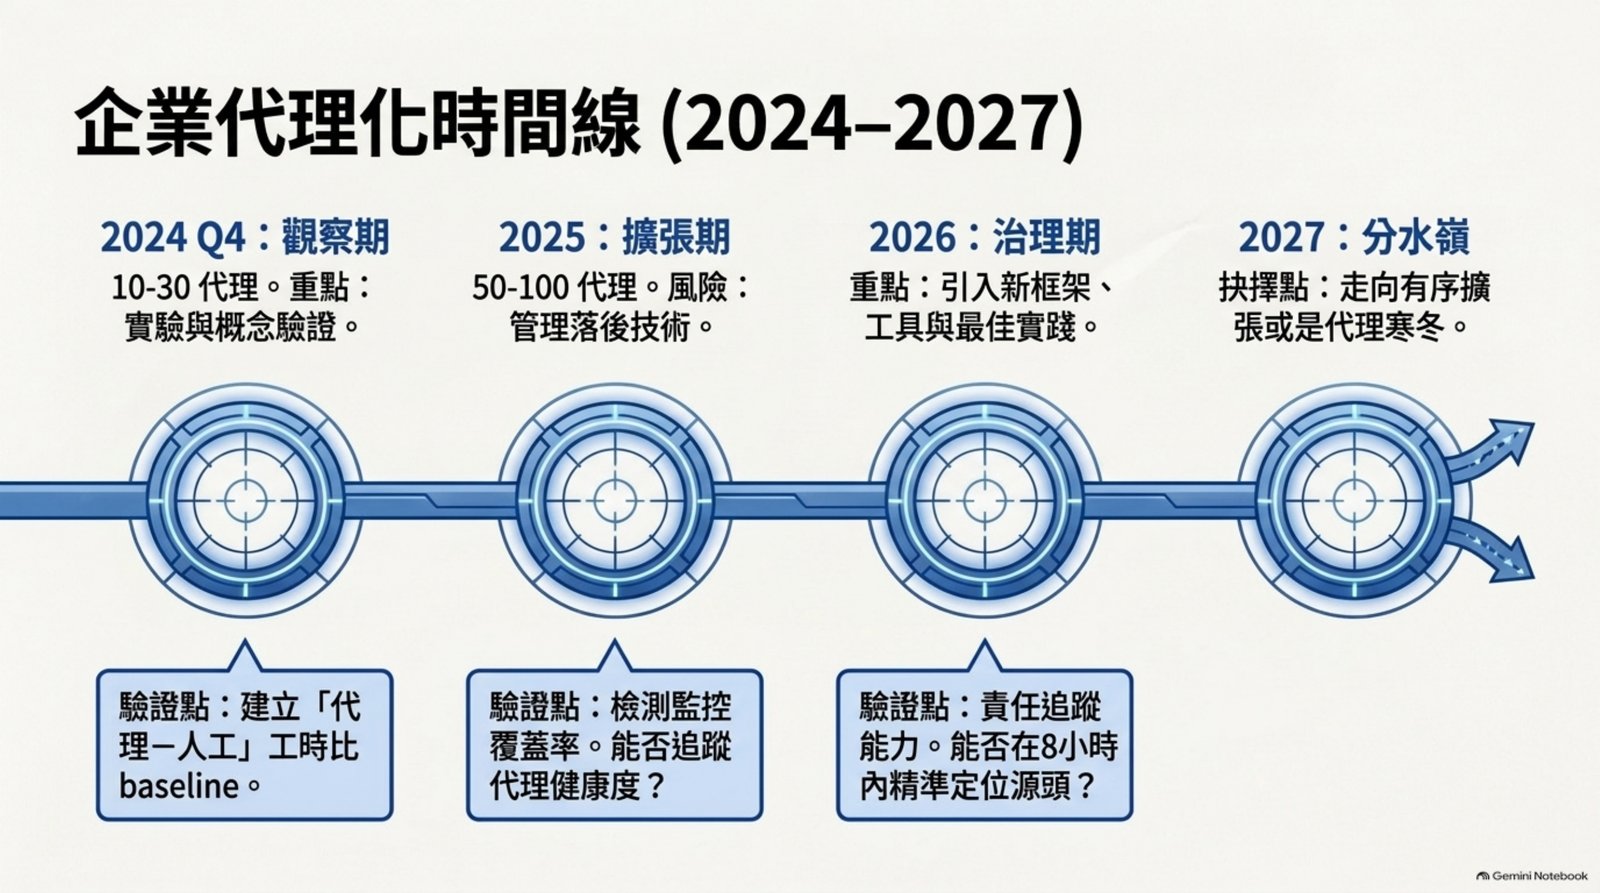 企業代理化時間線 (2024–2027)
2024 Q4：觀察期
10-30 代理。重點：
實驗與概念驗證。
2025：擴張期
50-100 代理。風險：
管理落後技術。
2026：治理期
重點：引入新框架、
工具與最佳實踐。
2027：分水嶺
抉擇點：走向有序擴
張或是代理寒冬。
驗證點：建立「代
理－人工」工時比
baseline。
驗證點：檢測監控
覆蓋率。能否追蹤
代理健康度？
驗證點：責任追蹤
能力。能否在8小時
內精準定位源頭？
Gemini Notebook